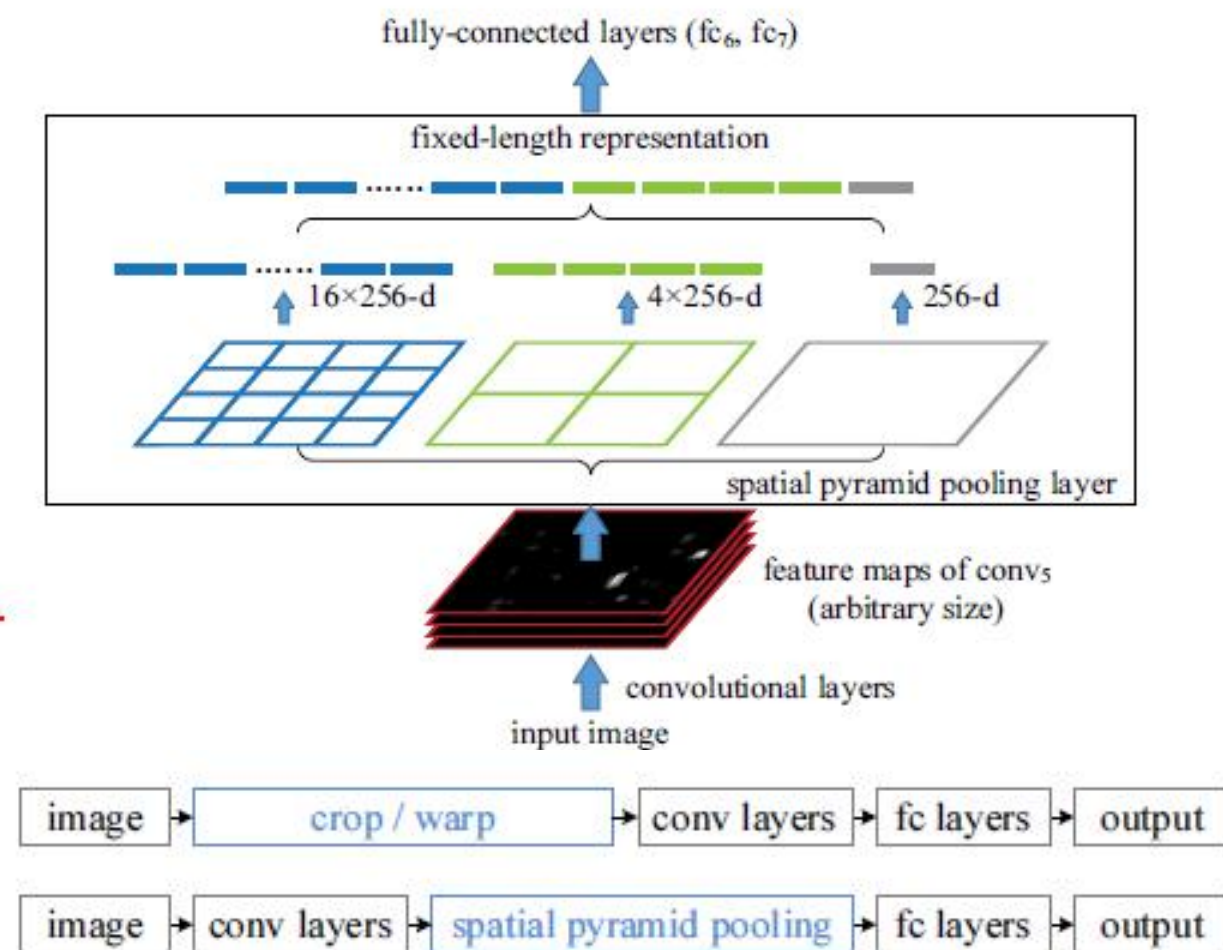 fully-connected layers (fc₆, fc₇)
fixed-length representation
16×256-d
4×256-d
256-d
spatial pyramid pooling layer
feature maps of conv₅
(arbitrary size)
convolutional layers
input image
image crop / warp conv layers fc layers output
image conv layers spatial pyramid pooling fc layers output